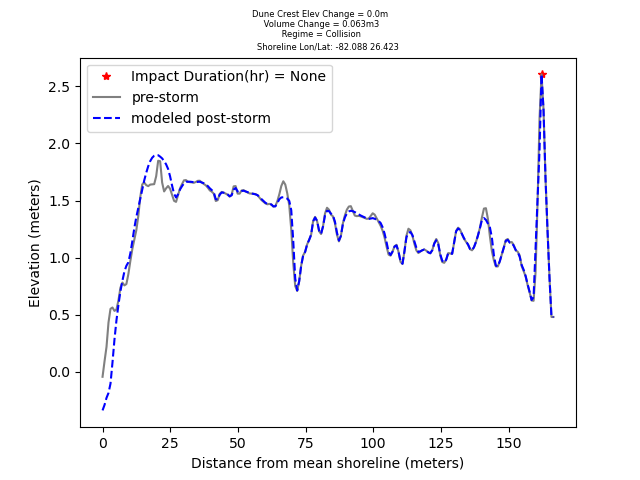 Dune Crest Elev Change = 0.0m
Volume Change = 0.063m3
Regime = Collision
Shoreline Lon/Lat: -82.088 26.423
Impact Duration(hr) = None
pre-storm
modeled post-storm
2.5
2.0
1.5
1.0
0.5
0.0
Elevation (meters)
0 25 50 75 100 125 150
Distance from mean shoreline (meters)